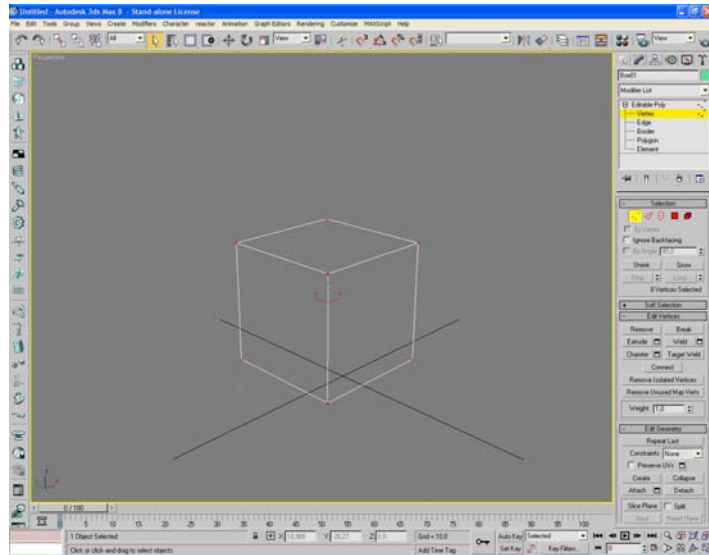 Untitled - Autodesk 3ds Max 8 - Stand-alone License
File Edit Tools Group Views Create Modifiers Character reactor Animation Graph Editors Rendering Customize MAXScript Help
All
View
View
Perspective
Box01
Modifier List
Editable Poly
Vertex
Edge
Border
Polygon
Element
- Selection
By Vertex
Ignore Backfacing
By Angle: 45,0
Shrink Grow
Ring Loop
8 Vertices Selected
+ Soft Selection
- Edit Vertices
Remove Break
Extrude Weld
Chamfer Target Weld
Connect
Remove Isolated Vertices
Remove Unused Map Verts
Weight: 1,0
- Edit Geometry
Repeat Last
Constraints: None
Preserve UVs
Create Collapse
Attach Detach
Slice Plane Split
Slice Reset Plane
0 / 100
0 5 10 15 20 25 30 35 40 45 50 55 60 65 70 75 80 85 90 95 100
1 Object Selected X Y Z 0,0 Grid = 10,0 Auto Key Selected
Click or click-and-drag to select objects Add Time Tag Set Key Key Filters... 0